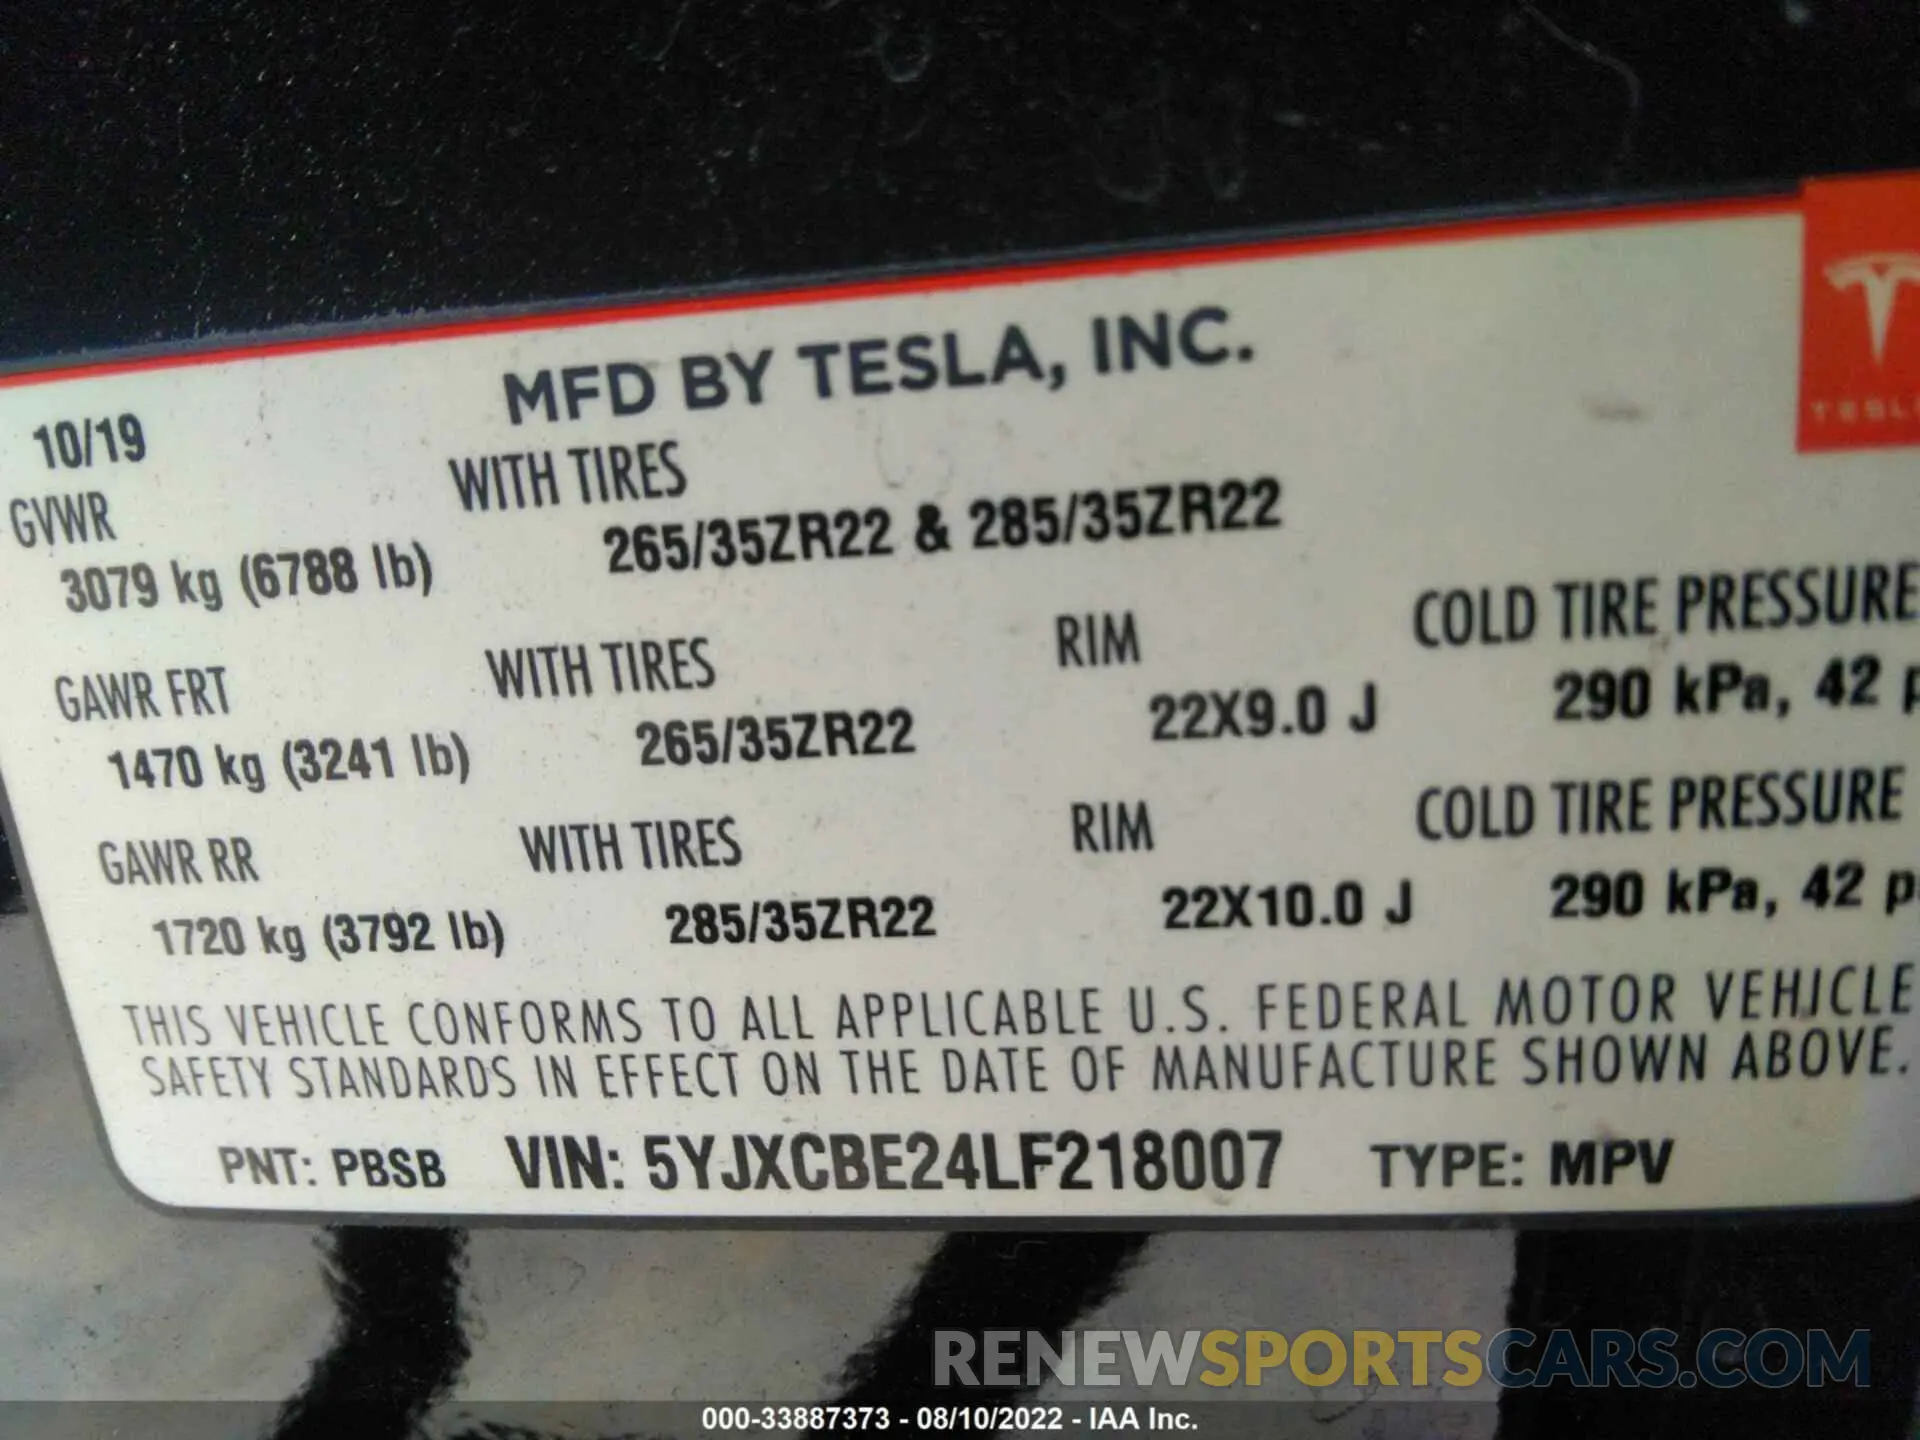 MFD BY TESLA, INC.
TESL
10/19
GVWR WITH TIRES
3079 kg (6788 lb) 265/35ZR22 & 285/35ZR22
GAWR FRT WITH TIRES RIM COLD TIRE PRESSURE
1470 kg (3241 lb) 265/35ZR22 22X9.0 J 290 kPa, 42 p
GAWR RR WITH TIRES RIM COLD TIRE PRESSURE
1720 kg (3792 lb) 285/35ZR22 22X10.0 J 290 kPa, 42 p
THIS VEHICLE CONFORMS TO ALL APPLICABLE U.S. FEDERAL MOTOR VEHICLE
SAFETY STANDARDS IN EFFECT ON THE DATE OF MANUFACTURE SHOWN ABOVE.
PNT: PBSB VIN: 5YJXCBE24LF218007 TYPE: MPV
RENEWSPORTSCARS.COM
000-33887373 - 08/10/2022 - IAA Inc.